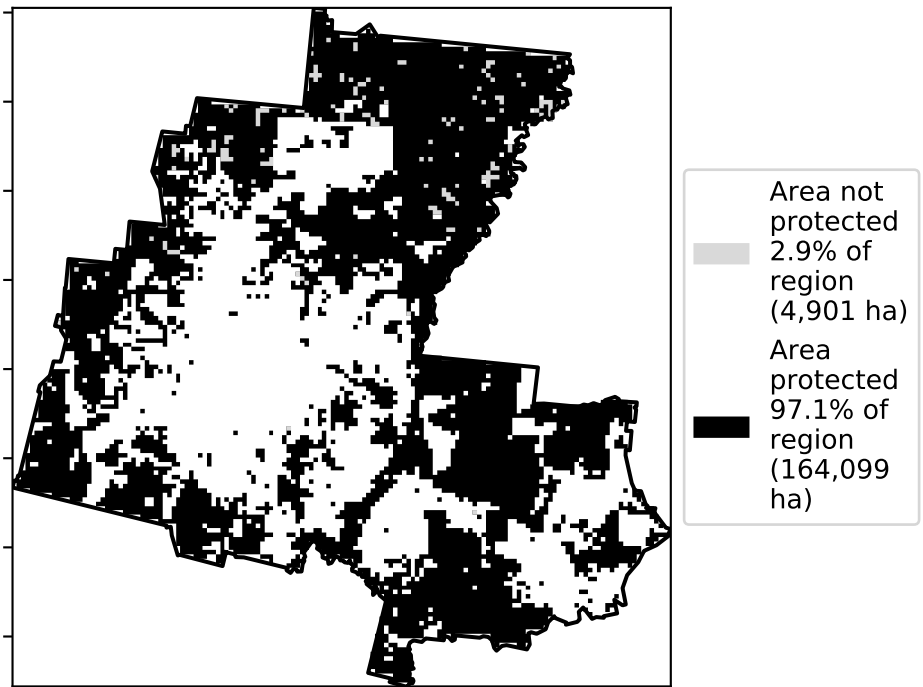 Area not
protected
2.9% of
region
(4,901 ha)
Area
protected
97.1% of
region
(164,099
ha)